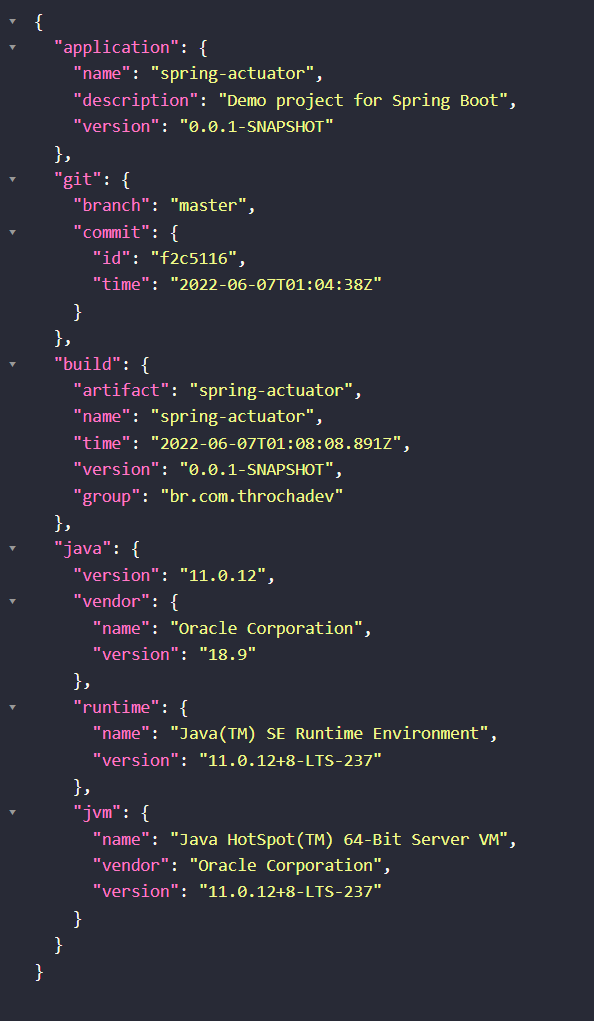 {
"application": {
"name": "spring-actuator",
"description": "Demo project for Spring Boot",
"version": "0.0.1-SNAPSHOT"
},
"git": {
"branch": "master",
"commit": {
"id": "f2c5116",
"time": "2022-06-07T01:04:38Z"
}
},
"build": {
"artifact": "spring-actuator",
"name": "spring-actuator",
"time": "2022-06-07T01:08:08.891Z",
"version": "0.0.1-SNAPSHOT",
"group": "br.com.throchadev"
},
"java": {
"version": "11.0.12",
"vendor": {
"name": "Oracle Corporation",
"version": "18.9"
},
"runtime": {
"name": "Java(TM) SE Runtime Environment",
"version": "11.0.12+8-LTS-237"
},
"jvm": {
"name": "Java HotSpot(TM) 64-Bit Server VM",
"vendor": "Oracle Corporation",
"version": "11.0.12+8-LTS-237"
}
}
}